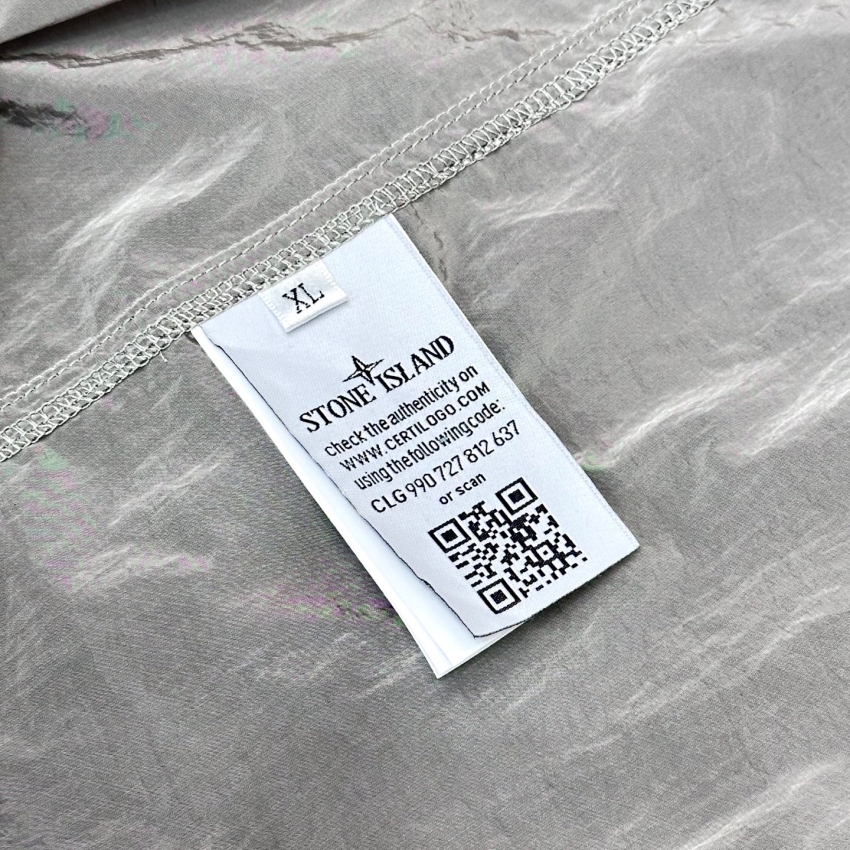 XL
STONE ISLAND
check the authenticity on
WWW.CERTILOGO.COM
using the following code:
CLG 990 727 812 637
or scan